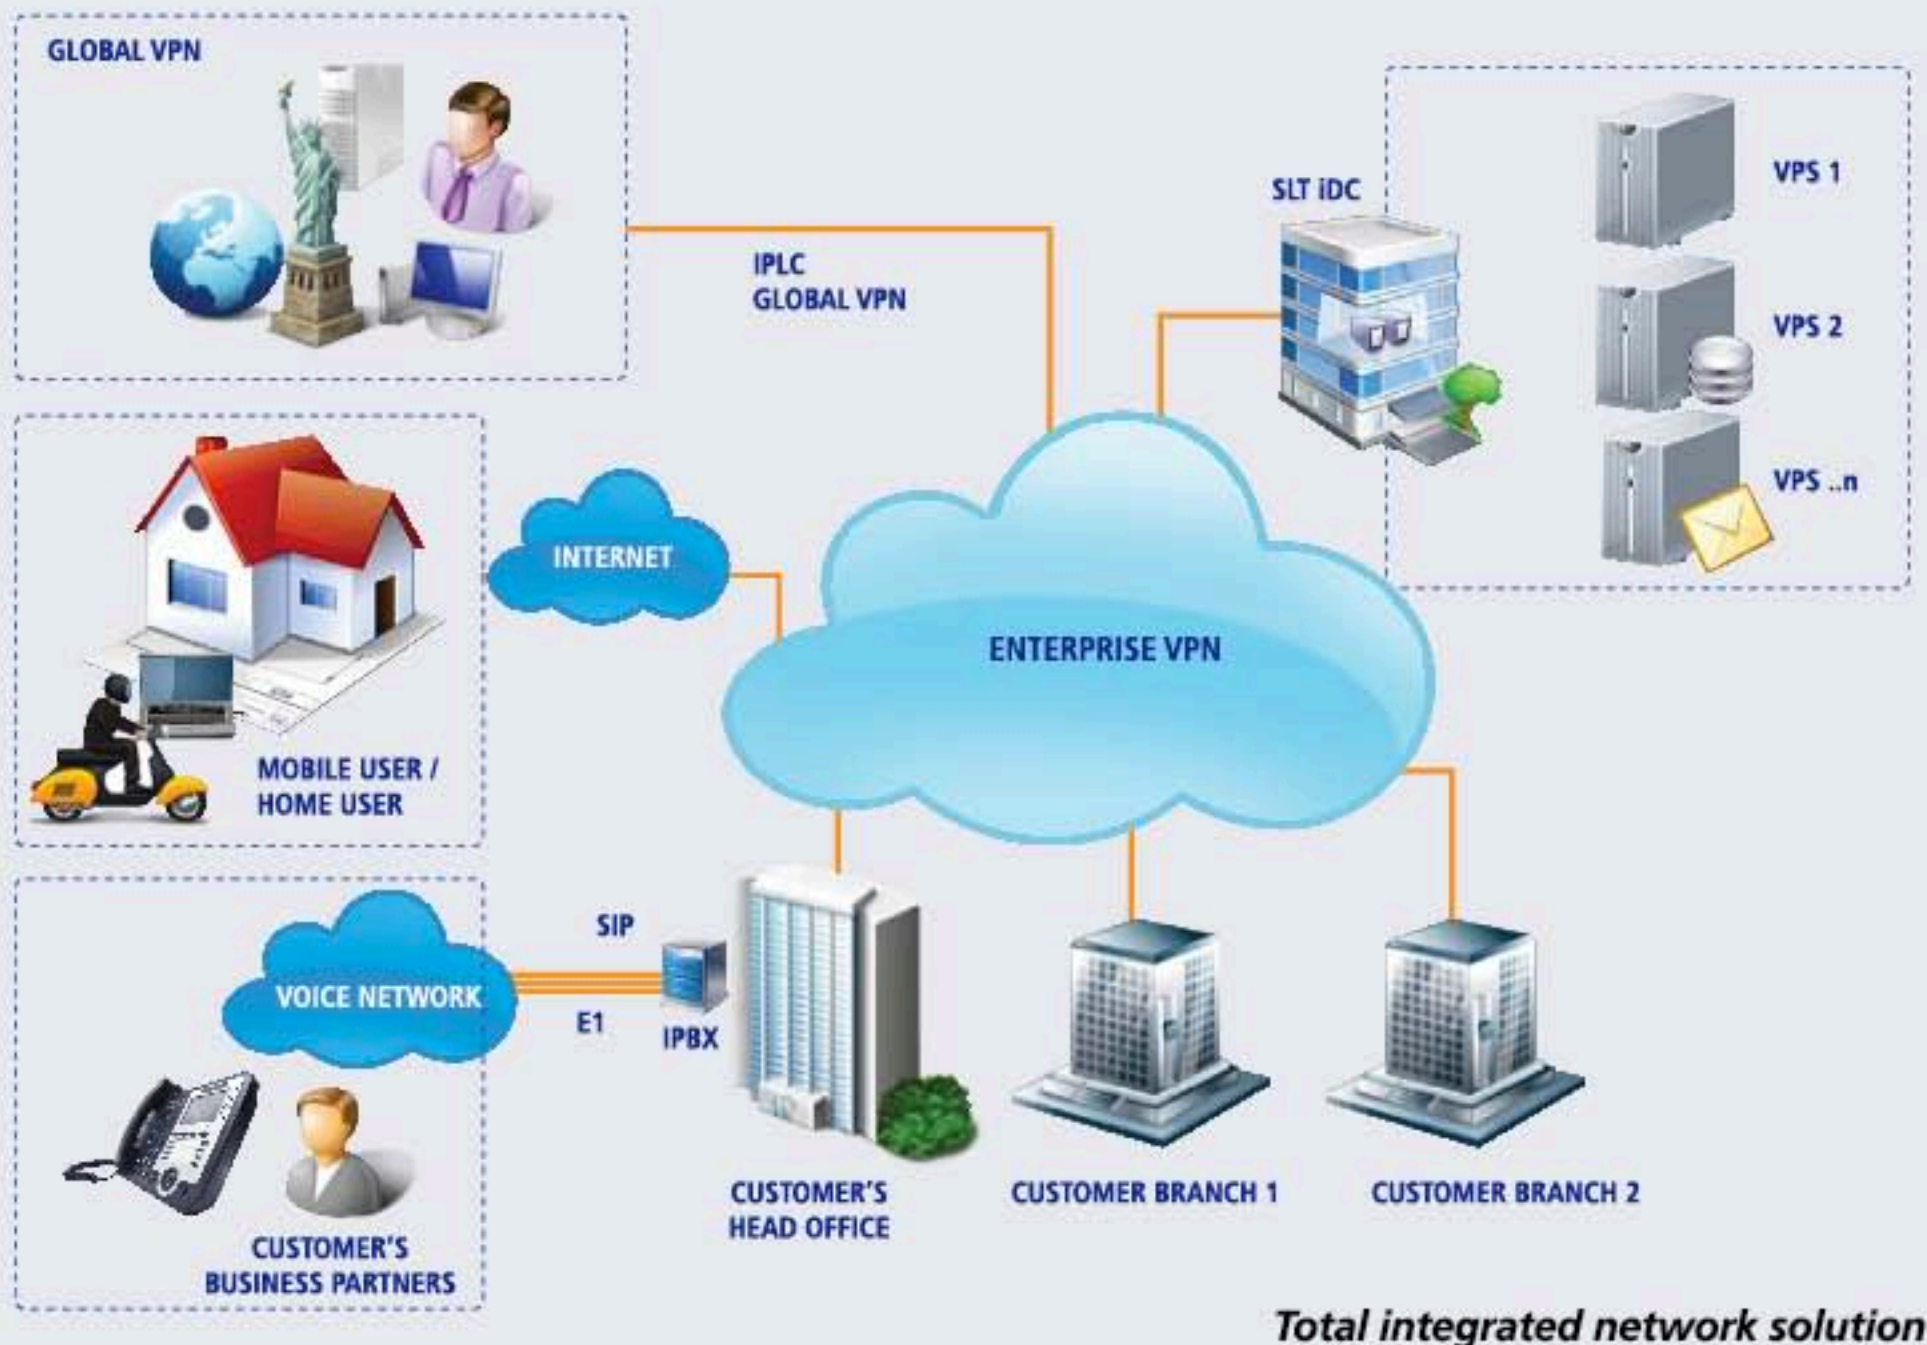 GLOBAL VPN
IPLC
GLOBAL VPN
SLT iDC
VPS 1
VPS 2
VPS ..n
INTERNET
ENTERPRISE VPN
MOBILE USER /
HOME USER
VOICE NETWORK
SIP
E1
IPBX
CUSTOMER'S
BUSINESS PARTNERS
CUSTOMER'S
HEAD OFFICE
CUSTOMER BRANCH 1
CUSTOMER BRANCH 2
Total integrated network solution